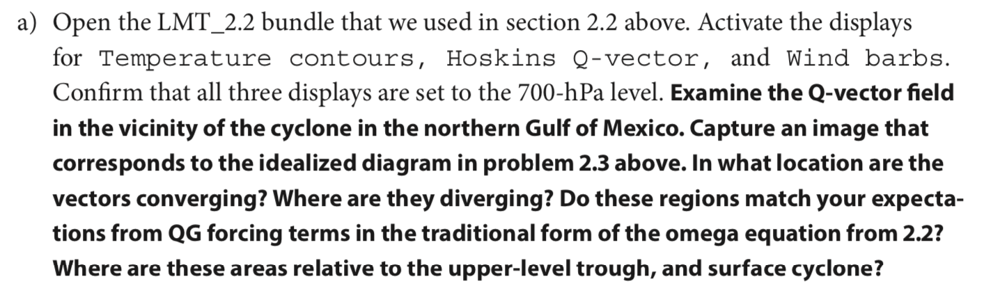 a) Open the LMT_2.2 bundle that we used in section 2.2 above. Activate the displays
for Temperature contours, Hoskins Q-vector, and Wind barbs.
Confirm that all three displays are set to the 700-hPa level. Examine the Q-vector field
in the vicinity of the cyclone in the northern Gulf of Mexico. Capture an image that
corresponds to the idealized diagram in problem 2.3 above. In what location are the
vectors converging? Where are they diverging? Do these regions match your expecta-
tions from QG forcing terms in the traditional form of the omega equation from 2.2?
Where are these areas relative to the upper-level trough, and surface cyclone?